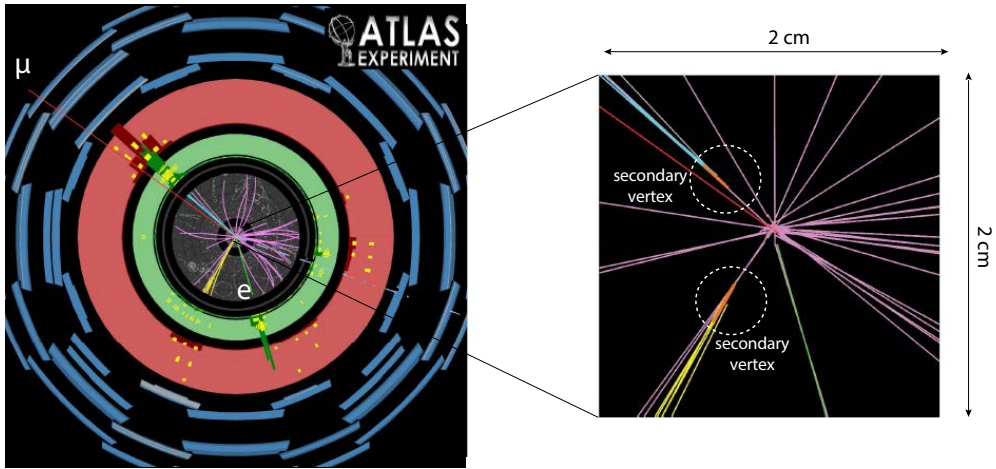 μ
ATLAS
EXPERIMENT
e
2 cm
secondary
vertex
secondary
vertex
2 cm